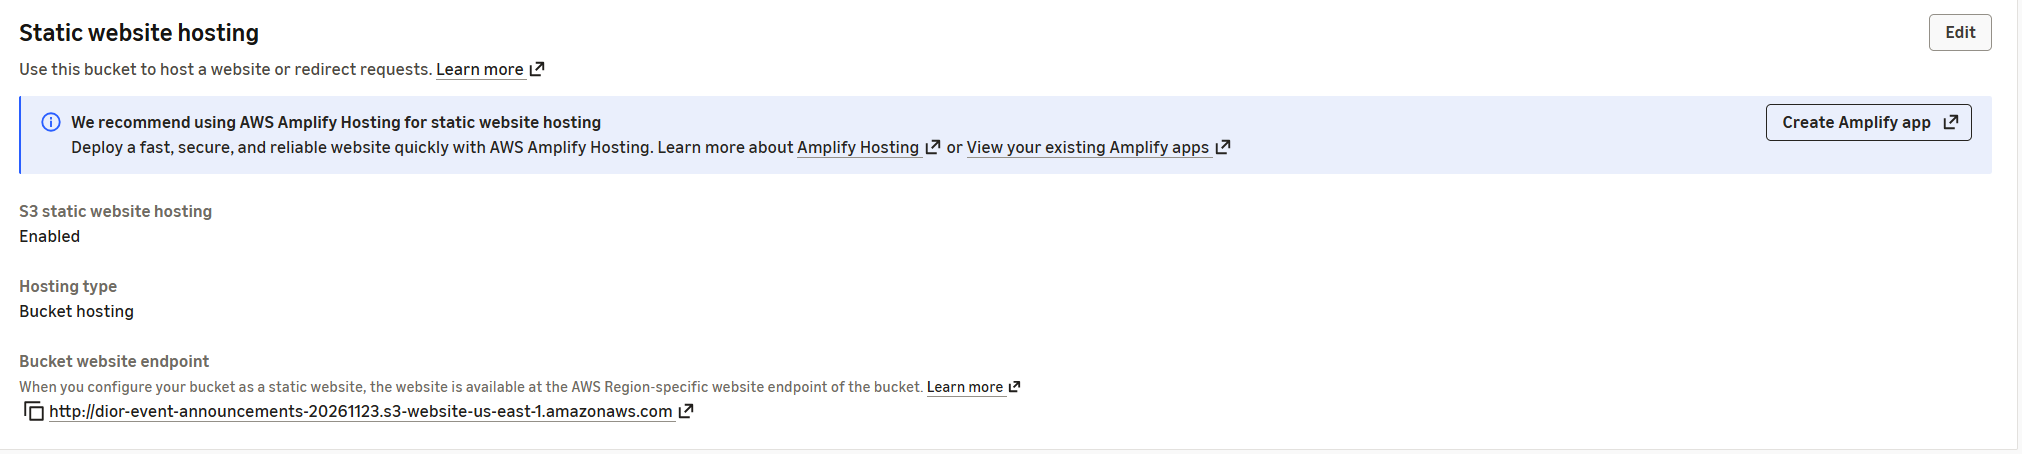 Static website hosting
Edit
Use this bucket to host a website or redirect requests. Learn more
We recommend using AWS Amplify Hosting for static website hosting
Create Amplify app
Deploy a fast, secure, and reliable website quickly with AWS Amplify Hosting. Learn more about Amplify Hosting or View your existing Amplify apps
S3 static website hosting
Enabled
Hosting type
Bucket hosting
Bucket website endpoint
When you configure your bucket as a static website, the website is available at the AWS Region-specific website endpoint of the bucket. Learn more
http://dior-event-announcements-20261123.s3-website-us-east-1.amazonaws.com